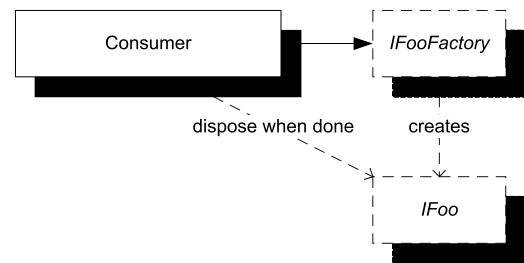 Consumer
IFooFactory
dispose when done
creates
IFoo